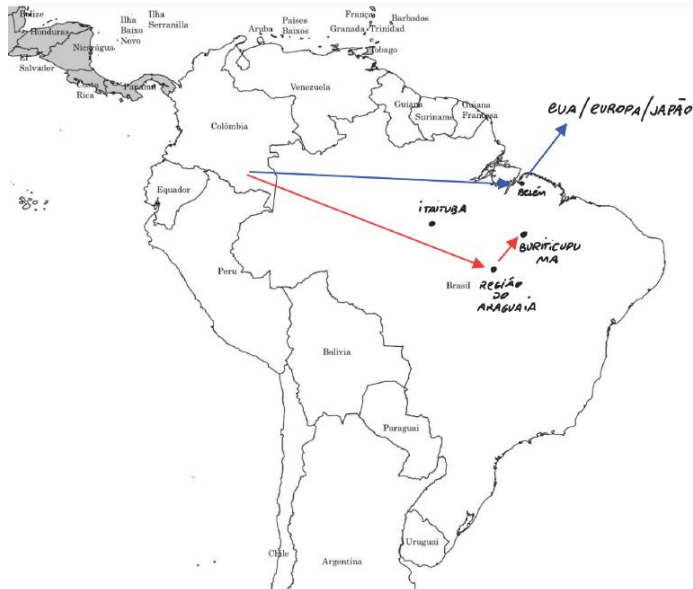 Belize
Honduras
Nicarágua
El
Salvador
Costa
Rica
Panamá
Ilha
Baixo
Novo
Ilha
Serranilla
Aruba
Países
Baixos
França
Granada
Trinidad
Tobago
Barbados
Venezuela
Colômbia
Guiana
Suriname
Guiana
Francesa
EUA/EUROPA/JAPÃO
Equador
BELÉM
ITAITUBA
BURITICUPU
MA
Peru
Brasil
REGIÃO
DO
ARAGUAIA
Bolívia
Paraguai
Uruguai
Chile
Argentina